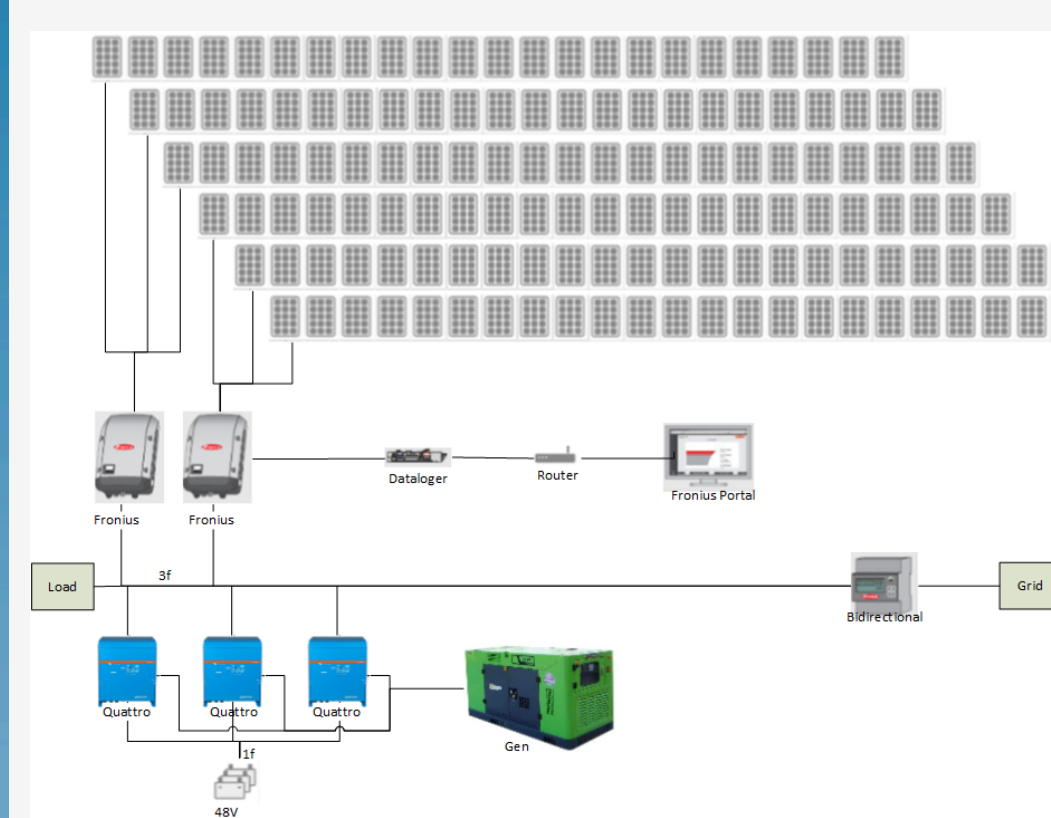 Dataloger
Router
Fronius Portal
Fronius
Fronius
3f
Load
Grid
Bidirectional
Quattro
Quattro
Quattro
Gen
1f
48V